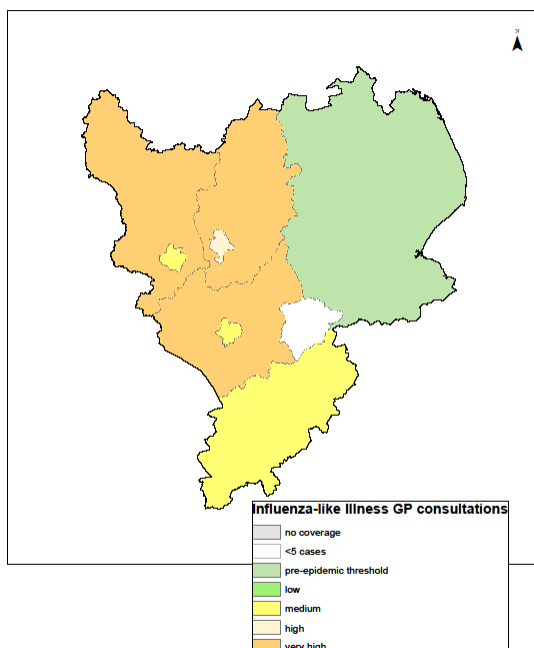 N
Influenza-like Illness GP consultations
no coverage
<5 cases
pre-epidemic threshold
low
medium
high
very high